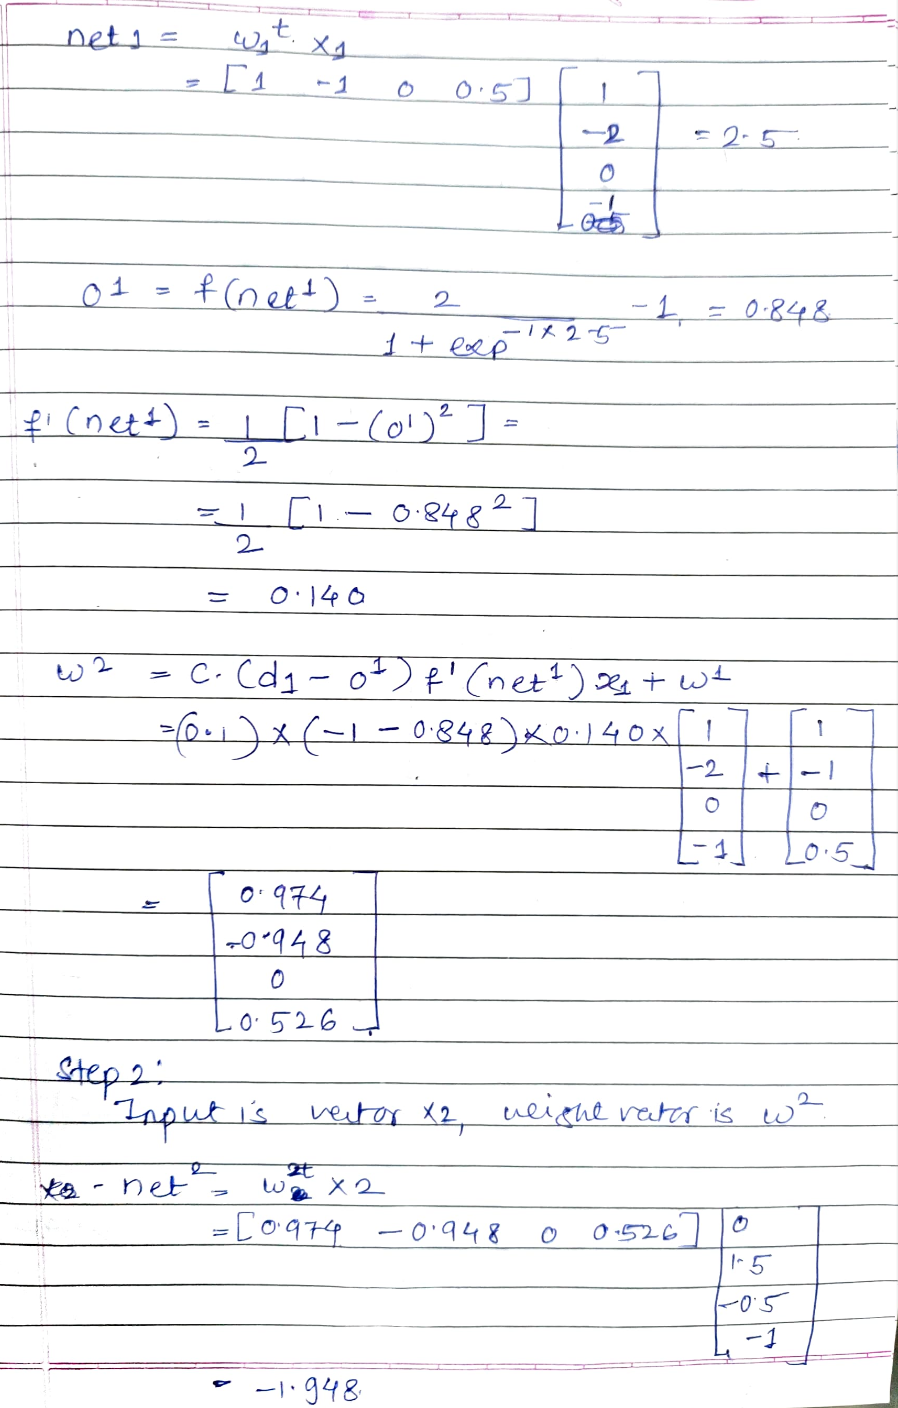 net1 = w1^t. x1
= [1 -1 0 0.5] [1 -2 0 -1] = 2.5
o1 = f(net1) = 2 / (1 + exp^-1×2.5) - 1, = 0.848
f'(net1) = 1/2 [1 - (o1)^2] =
= 1/2 [1 - 0.848^2]
= 0.140
w2 = c. (d1 - o1) f'(net1) x1 + w1
= (0.1) × (-1 - 0.848) × 0.140 × [1 -2 0 -1] + [1 -1 0 0.5]
= [0.974 -0.948 0 0.526]
Step 2:
Input is vector x2, weight vector is w2.
- net^2 = w^2t x2
= [0.974 -0.948 0 0.526] [0 1.5 -0.5 -1]
= -1.948